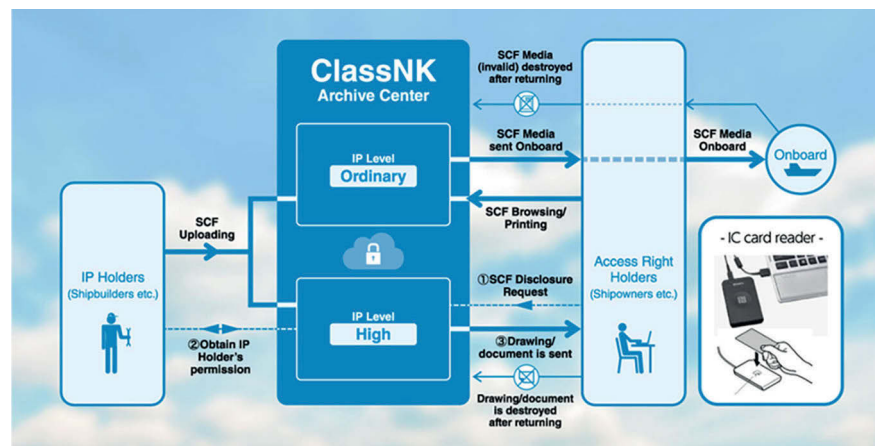 ClassNK
Archive Center
IP Level
Ordinary
IP Level
High
SCF
Uploading
IP Holders
(Shipbuilders etc.)
②Obtain IP
Holder's
permission
SCF Media
(invalid) destroyed
after returning
SCF Media
sent Onboard
SCF Browsing/
Printing
①SCF Disclosure
Request
③Drawing/
document is sent
Drawing/document
is destroyed
after returning
Access Right
Holders
(Shipowners etc.)
SCF Media
Onboard
Onboard
- IC card reader -